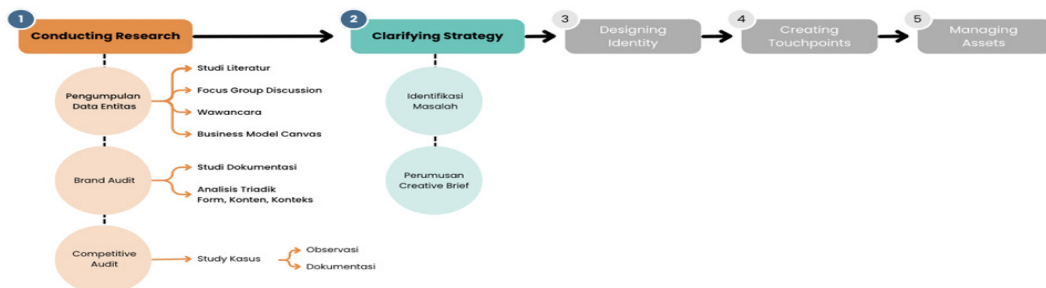 1
Conducting Research
2
Clarifying Strategy
3
Designing
Identity
4
Creating
Touchpoints
5
Managing
Assets
Pengumpulan
Data Entitas
Studi Literatur
Focus Group Discussion
Wawancara
Business Model Canvas
Brand Audit
Studi Dokumentasi
Analisis Triadik
Form, Konten, Konteks
Competitive
Audit
Study Kasus
Observasi
Dokumentasi
Identifikasi
Masalah
Perumusan
Creative Brief